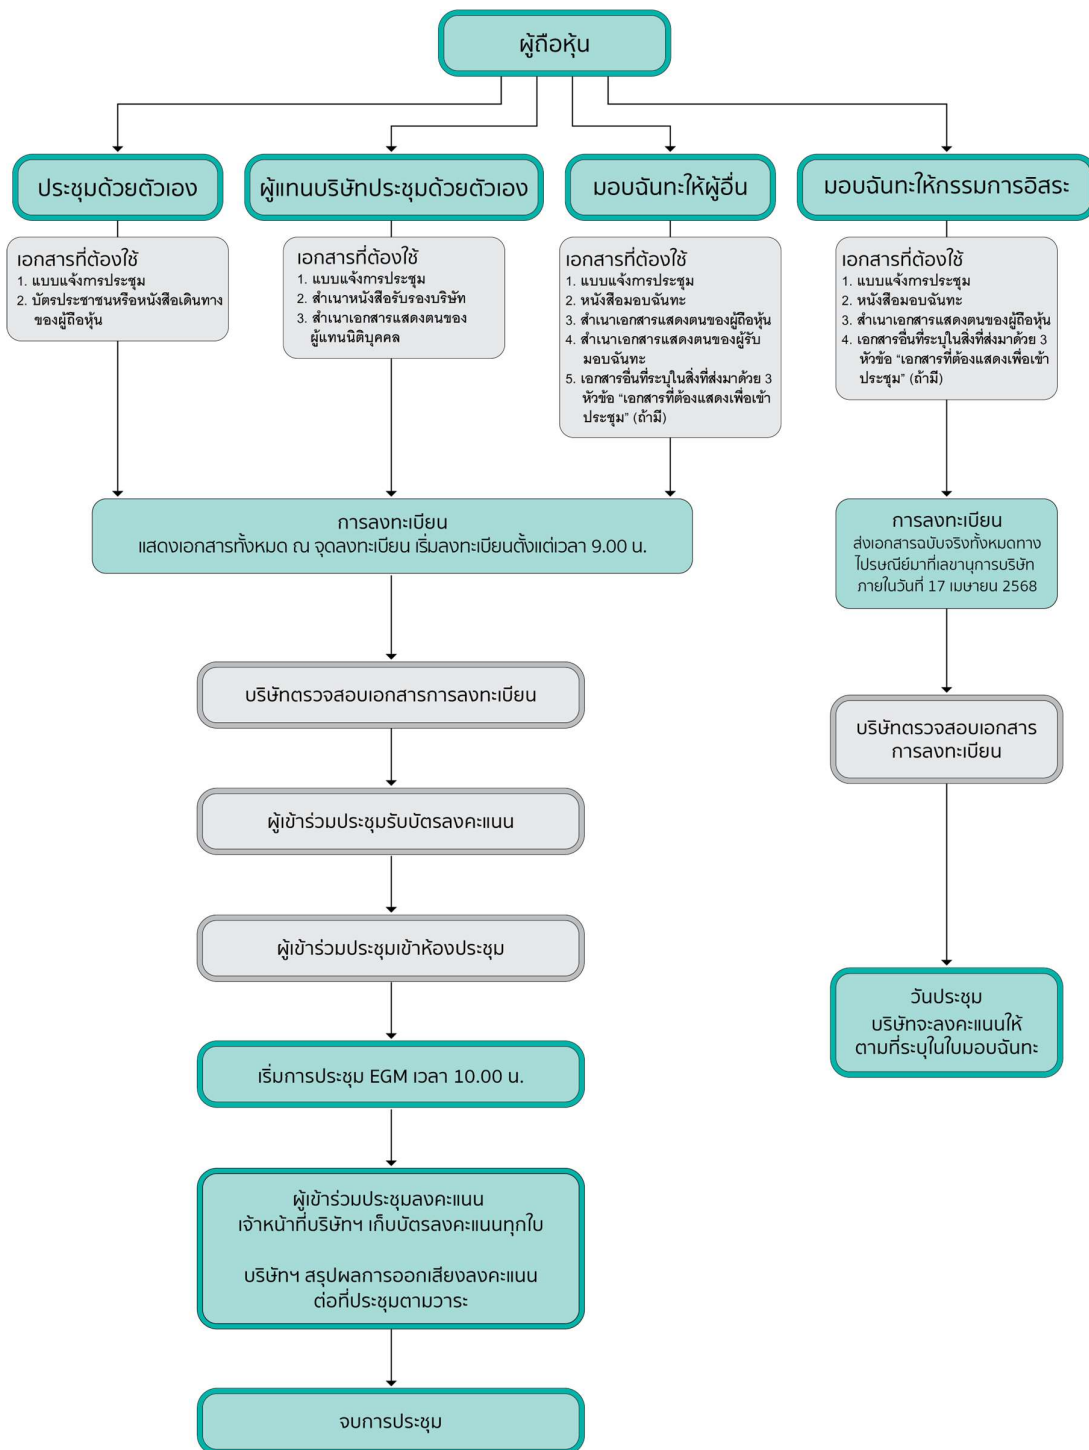 ผู้ถือหุ้น
ประชุมด้วยตัวเอง
ผู้แทนบริษัทประชุมด้วยตัวเอง
มอบฉันทะให้ผู้อื่น
มอบฉันทะให้กรรมการอิสระ
เอกสารที่ต้องใช้
1. แบบแจ้งการประชุม
2. บัตรประชาชนหรือหนังสือเดินทาง
ของผู้ถือหุ้น
เอกสารที่ต้องใช้
1. แบบแจ้งการประชุม
2. สำเนาหนังสือรับรองบริษัท
3. สำเนาเอกสารแสดงตนของ
ผู้แทนนิติบุคคล
เอกสารที่ต้องใช้
1. แบบแจ้งการประชุม
2. หนังสือมอบฉันทะ
3. สำเนาเอกสารแสดงตนของผู้ถือหุ้น
4. สำเนาเอกสารแสดงตนของผู้รับ
มอบฉันทะ
5. เอกสารอื่นที่ระบุในสิ่งที่ส่งมาด้วย 3
หัวข้อ “เอกสารที่ต้องแสดงเพื่อเข้า
ประชุม” (ถ้ามี)
เอกสารที่ต้องใช้
1. แบบแจ้งการประชุม
2. หนังสือมอบฉันทะ
3. สำเนาเอกสารแสดงตนของผู้ถือหุ้น
4. เอกสารอื่นที่ระบุในสิ่งที่ส่งมาด้วย 3
หัวข้อ “เอกสารที่ต้องแสดงเพื่อเข้า
ประชุม” (ถ้ามี)
การลงทะเบียน
แสดงเอกสารทั้งหมด ณ จุดลงทะเบียน เริ่มลงทะเบียนตั้งแต่เวลา 9.00 น.
การลงทะเบียน
ส่งเอกสารฉบับจริงทั้งหมดทาง
ไปรษณีย์มาที่เลขานุการบริษัท
ภายในวันที่ 17 เมษายน 2568
บริษัทตรวจสอบเอกสารการลงทะเบียน
บริษัทตรวจสอบเอกสาร
การลงทะเบียน
ผู้เข้าร่วมประชุมรับบัตรลงคะแนน
ผู้เข้าร่วมประชุมเข้าห้องประชุม
วันประชุม
บริษัทจะลงคะแนนให้
ตามที่ระบุในใบมอบฉันทะ
เริ่มการประชุม EGM เวลา 10.00 น.
ผู้เข้าร่วมประชุมลงคะแนน
เจ้าหน้าที่บริษัทฯ เก็บบัตรลงคะแนนทุกใบ
บริษัทฯ สรุปผลการออกเสียงลงคะแนน
ต่อที่ประชุมตามวาระ
จบการประชุม